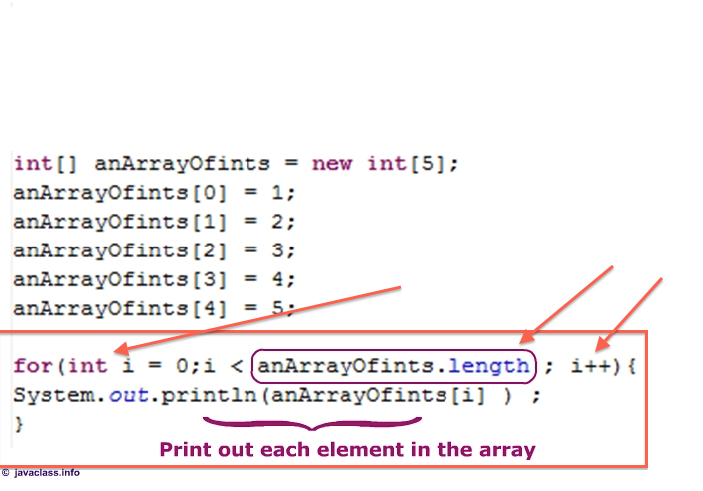 int[] anArrayOfints = new int[5];
anArrayOfints[0] = 1;
anArrayOfints[1] = 2;
anArrayOfints[2] = 3;
anArrayOfints[3] = 4;
anArrayOfints[4] = 5;
for(int i = 0;i < anArrayOfints.length ; i++){
System.out.println(anArrayOfints[i] ) ;
}
Print out each element in the array
© javaclass.info